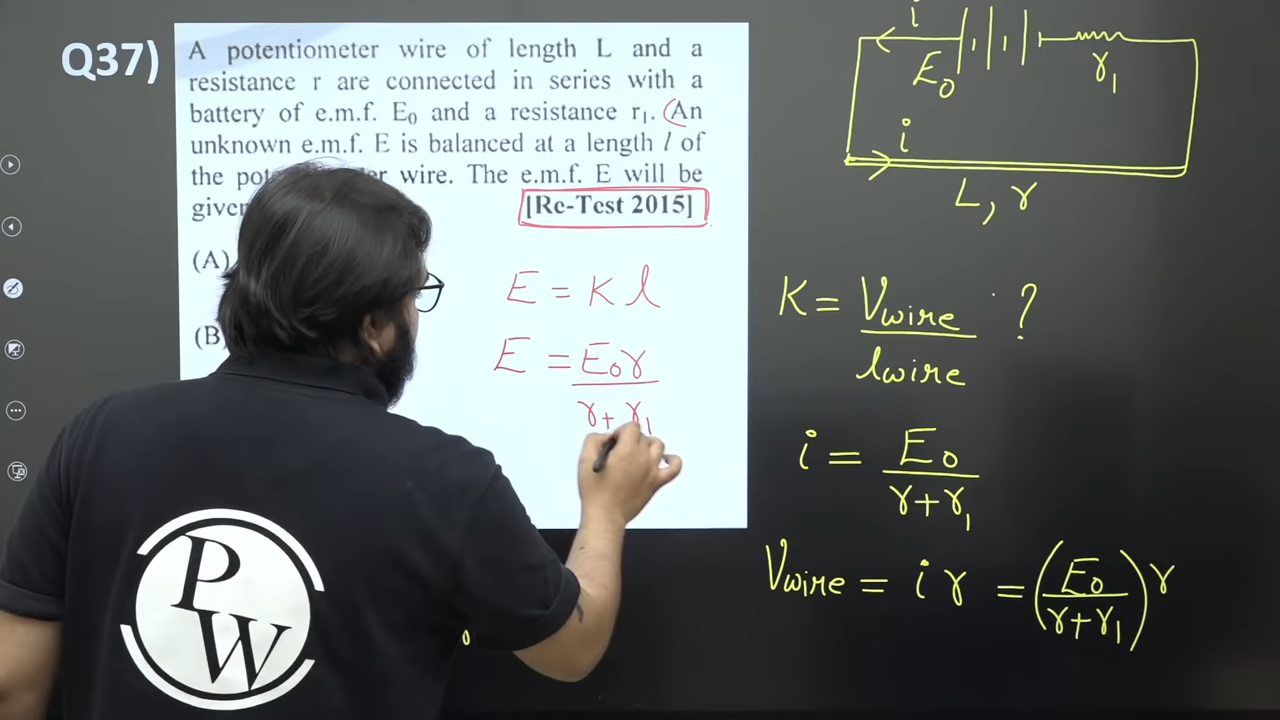 Q37)
A potentiometer wire of length L and a
resistance r are connected in series with a
battery of e.m.f. E₀ and a resistance r₁. An
unknown e.m.f. E is balanced at a length l of
the wire. The e.m.f. E will be
[Re-Test 2015]
(A)
(B)
E = K l
E = E₀r / r + r₁
i
E₀
r₁
i
L, r
K = Vwire / lwire ?
i = E₀ / r + r₁
Vwire = i r = (E₀ / r + r₁) r
P
W